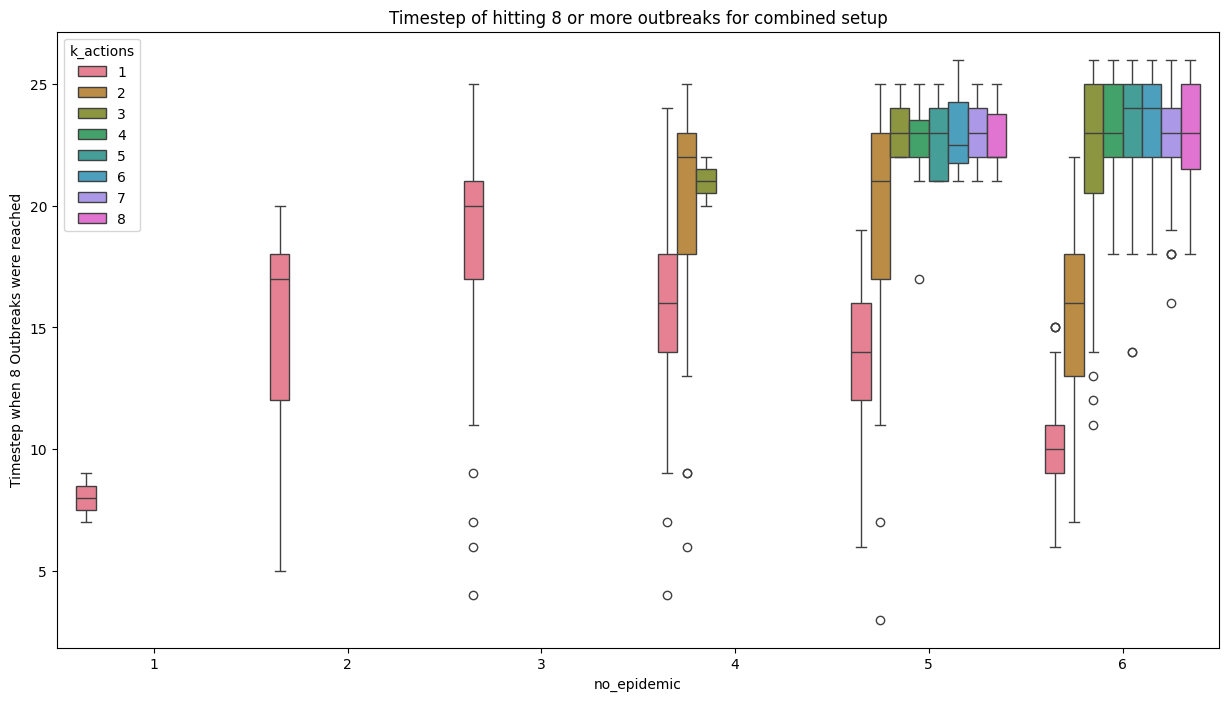 Timestep of hitting 8 or more outbreaks for combined setup
k_actions
1
2
3
4
5
6
7
8
Timestep when 8 Outbreaks were reached
25
20
15
10
5
1 2 3 4 5 6
no_epidemic